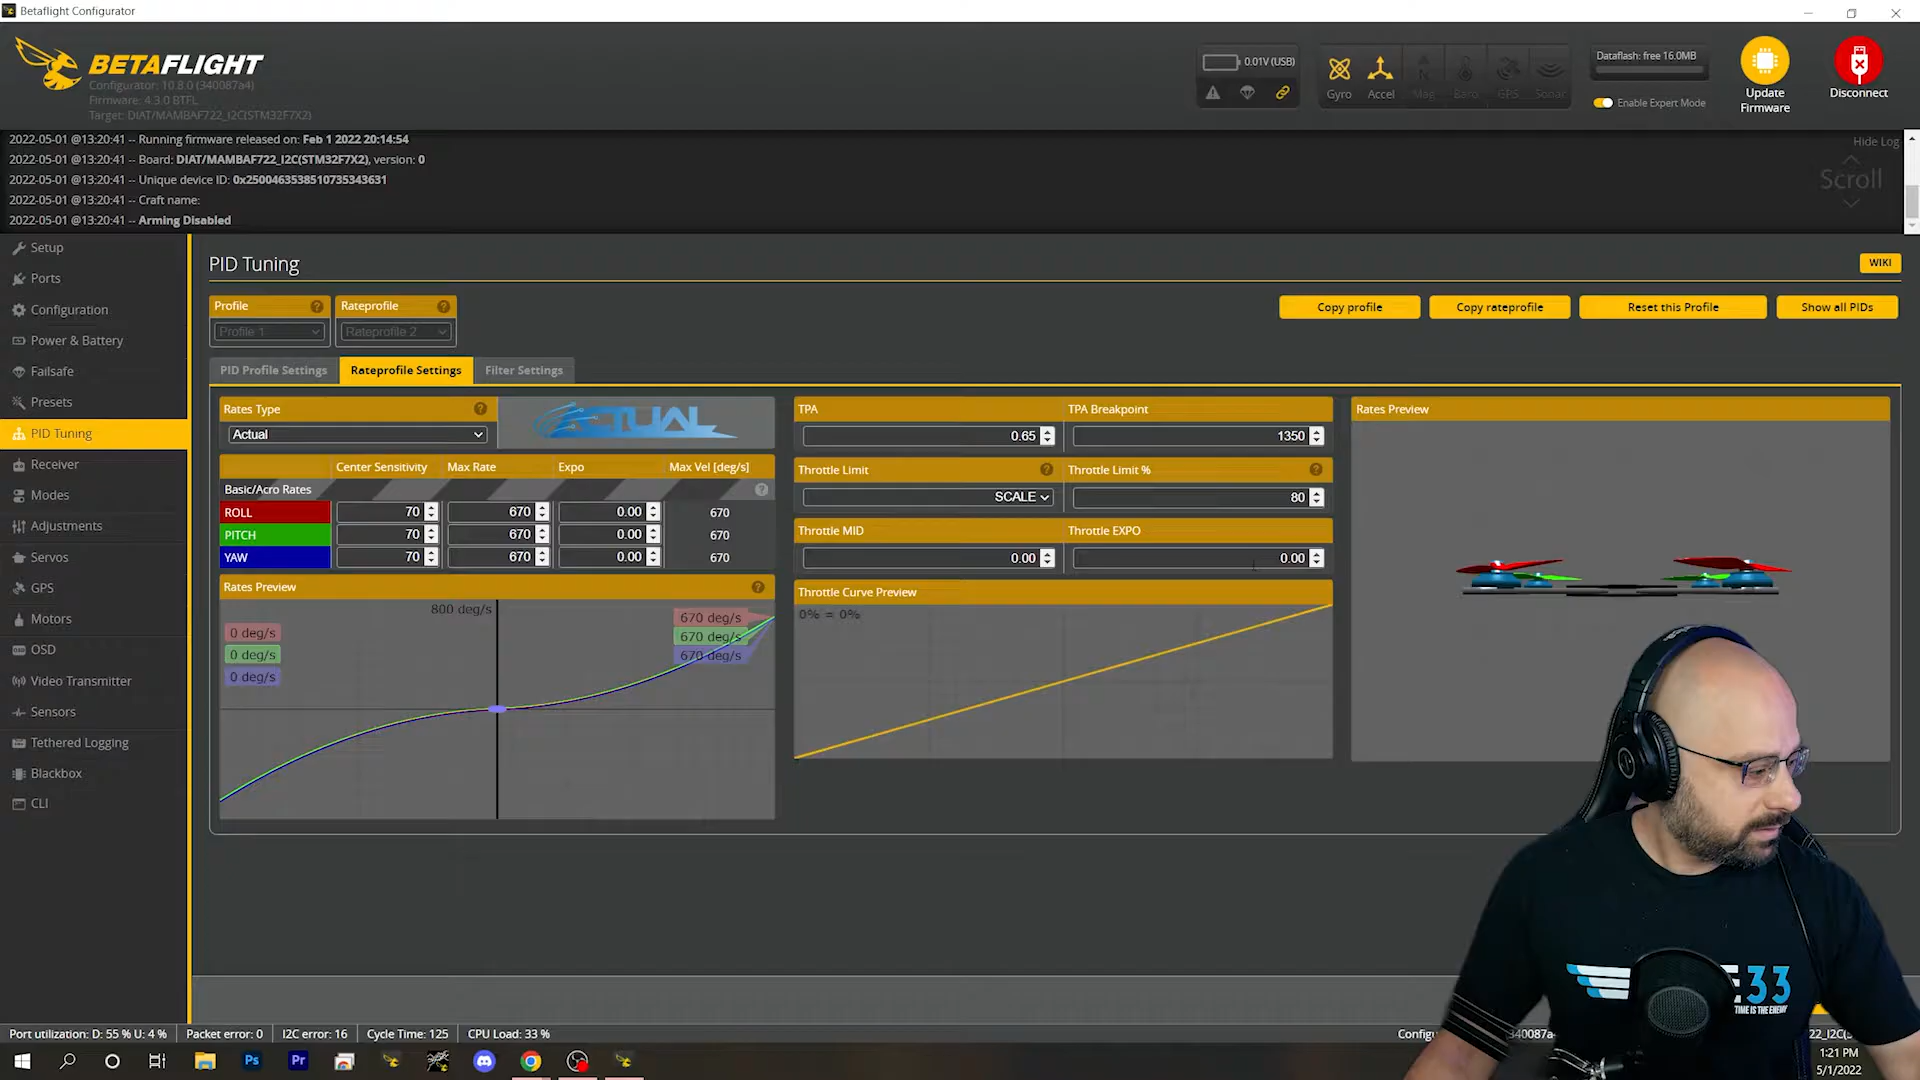 Betaflight Configurator
BETAFLIGHT
Configurator: 10.8.0 (340087a4)
Firmware: 4.3.0 BTFL
Target: DIAT/MAMBAF722_I2C(STM32F7X2)
0.01V (USB)
Gyro
Accel
Mag
Baro
GPS
Sonar
Dataflash: free 16.0MB
Enable Expert Mode
Update
Firmware
Disconnect
2022-05-01 @13:20:41 -- Running firmware released on: Feb 1 2022 20:14:54
2022-05-01 @13:20:41 -- Board: DIAT/MAMBAF722_I2C(STM32F7X2), version: 0
2022-05-01 @13:20:41 -- Unique device ID: 0x2500463538510735343631
2022-05-01 @13:20:41 -- Craft name:
2022-05-01 @13:20:41 -- Arming Disabled
Hide Log
Scroll
Setup
Ports
Configuration
Power & Battery
Failsafe
Presets
PID Tuning
Receiver
Modes
Adjustments
Servos
GPS
Motors
OSD
Video Transmitter
Sensors
Tethered Logging
Blackbox
CLI
PID Tuning
WIKI
Profile
Profile 1
Rateprofile
Rateprofile 2
Copy profile
Copy rateprofile
Reset this Profile
Show all PIDs
PID Profile Settings
Rateprofile Settings
Filter Settings
Rates Type
Actual
ACTUAL
Center Sensitivity Max Rate Expo Max Vel [deg/s]
Basic/Acro Rates
ROLL 70 670 0.00 670
PITCH 70 670 0.00 670
YAW 70 670 0.00 670
Rates Preview
800 deg/s
0 deg/s
0 deg/s
0 deg/s
670 deg/s
670 deg/s
670 deg/s
TPA TPA Breakpoint
0.65 1350
Throttle Limit Throttle Limit %
SCALE 80
Throttle MID Throttle EXPO
0.00 0.00
Throttle Curve Preview
0% = 0%
Rates Preview
E33
TIME IS THE ENEMY
Port utilization: D: 55 % U: 4 % Packet error: 0 I2C error: 16 Cycle Time: 125 CPU Load: 33 %
Ps
Pr
1:21 PM
5/1/2022